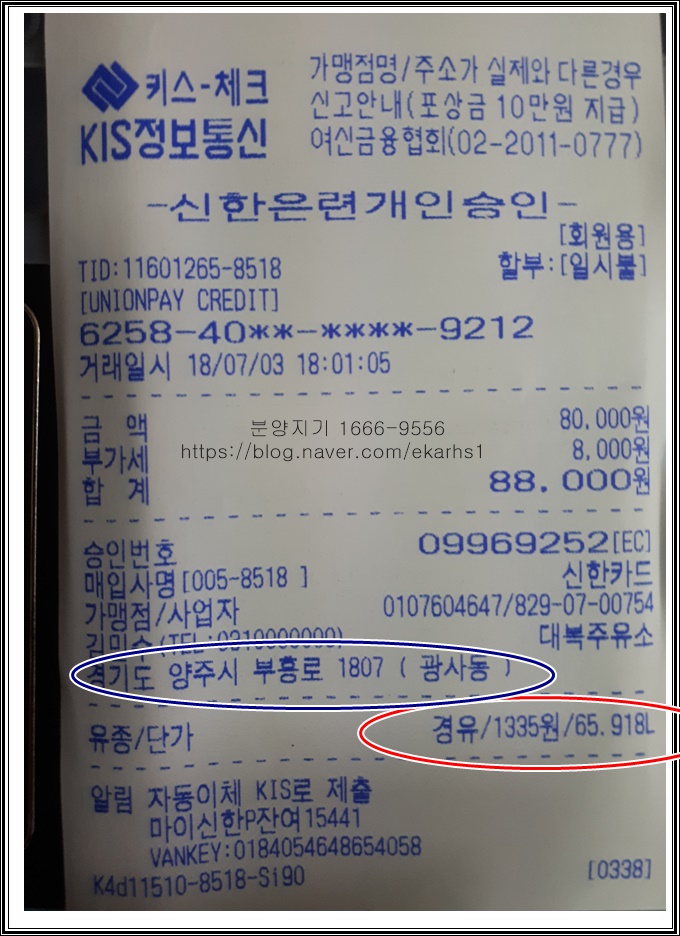 키스-체크
KIS정보통신
가맹점명/주소가 실제와다른경우
신고안내(포상금 10만원 지급)
여신금융협회(02-2011-0777)
-신한은련개인승인-
[회원용]
TID:11601265-8518
할부:[일시불]
[UNIONPAY CREDIT]
6258-40**-****-9212
거래일시 18/07/03 18:01:05
금 액 80,000원
분양지기 1666-9556
부가세 8,000원
https://blog.naver.com/ekarhs1
합 계 88,000원
승인번호 09969252[EC]
매입사명[005-8518 ] 신한카드
가맹점/사업자 0107604647/829-07-00754
(TEL:0310000000) 대복주유소
경기도 양주시 부흥로 1807 ( 광사동 )
유종/단가 경유/1335원/65.918L
알림 자동이체 KIS로 제출
마이신한P잔여15441
VANKEY:0184054648654058
K4d11510-8518-Si90 [0338]